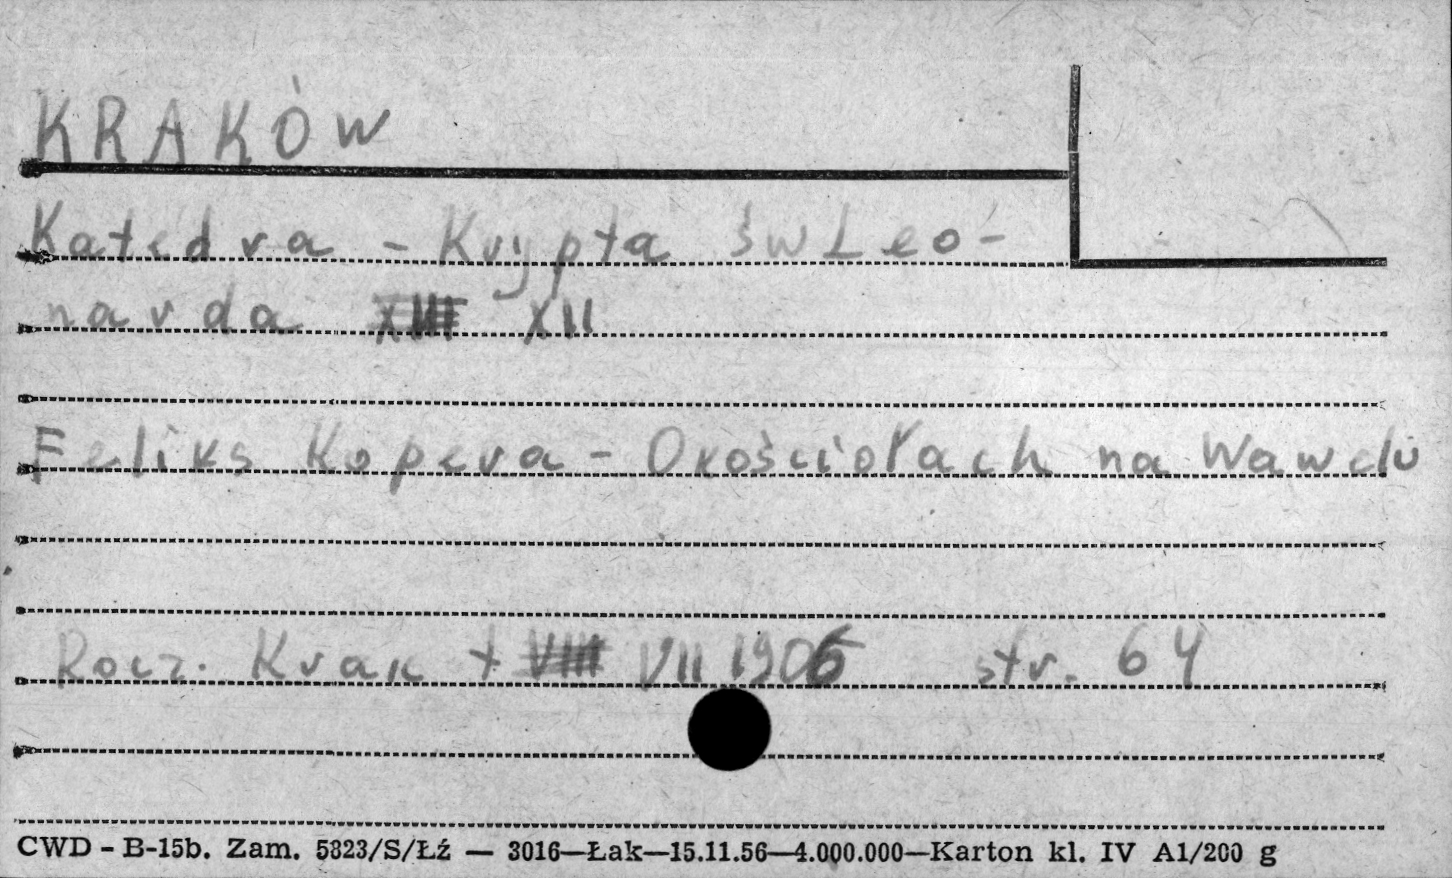 KRAKÓW
Katedra - Krypta św Leo-
narda XII
Feliks Kopera - O kościołach na Wawelu
Rocz. Krak t VII 1905 str. 64
CWD - B-15b. Zam. 5823/S/Łź — 3016—Łak—15.11.56—4.000.000—Karton kl. IV A1/200 g